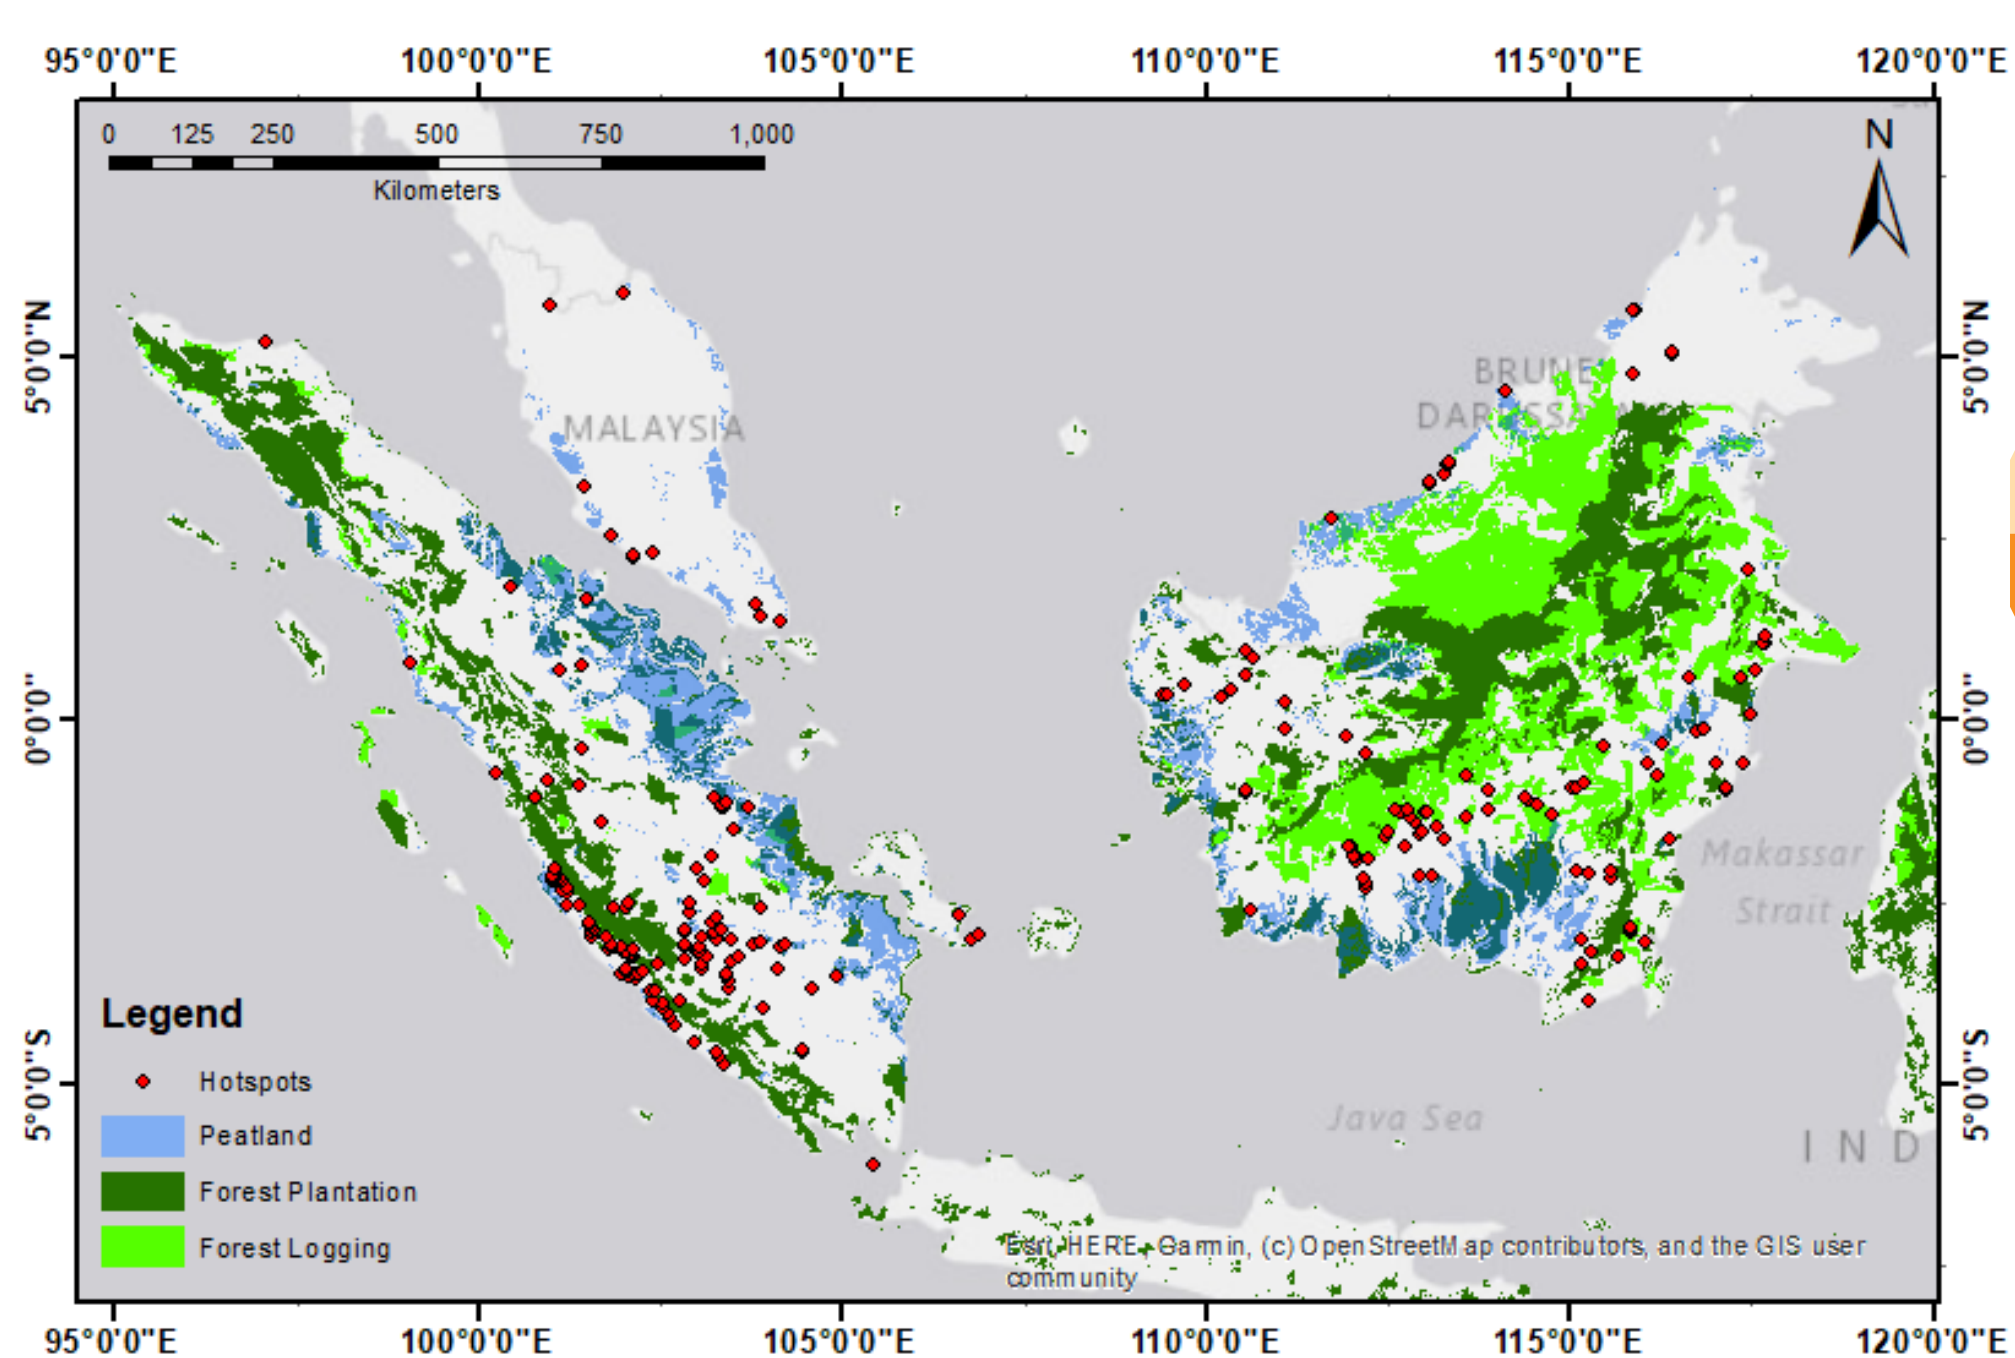 95°0'0"E 100°0'0"E 105°0'0"E 110°0'0"E 115°0'0"E 120°0'0"E
0 125 250 500 750 1,000
Kilometers
N
5°0'0"N 5°0'0"N
BRUNEI
DARUSSALAM
MALAYSIA
0°0'0" 0°0'0"
Makassar
Strait
Legend
Hotspots
Peatland
Forest Plantation
Forest Logging
5°0'0"S 5°0'0"S
Java Sea
I N D
Esri, HERE, Garmin, (c) OpenStreetMap contributors, and the GIS user
community
95°0'0"E 100°0'0"E 105°0'0"E 110°0'0"E 115°0'0"E 120°0'0"E